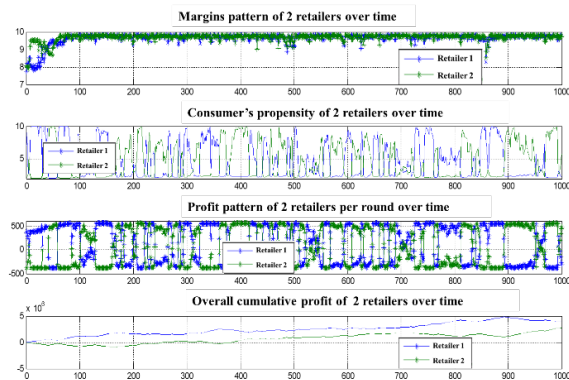 Margins pattern of 2 retailers over time
10
9
8
7
Retailer 1
Retailer 2
0 100 200 300 400 500 600 700 800 900 1000
Consumer's propensity of 2 retailers over time
10
5
Retailer 1
Retailer 2
0 100 200 300 400 500 600 700 800 900 1000
Profit pattern of 2 retailers per round over time
500
0
-500
Retailer 1
Retailer 2
0 100 200 300 400 500 600 700 800 900 1000
Overall cumulative profit of 2 retailers over time
5
0
-5
Retailer 1
Retailer 2
0 100 200 300 400 500 600 700 800 900 1000